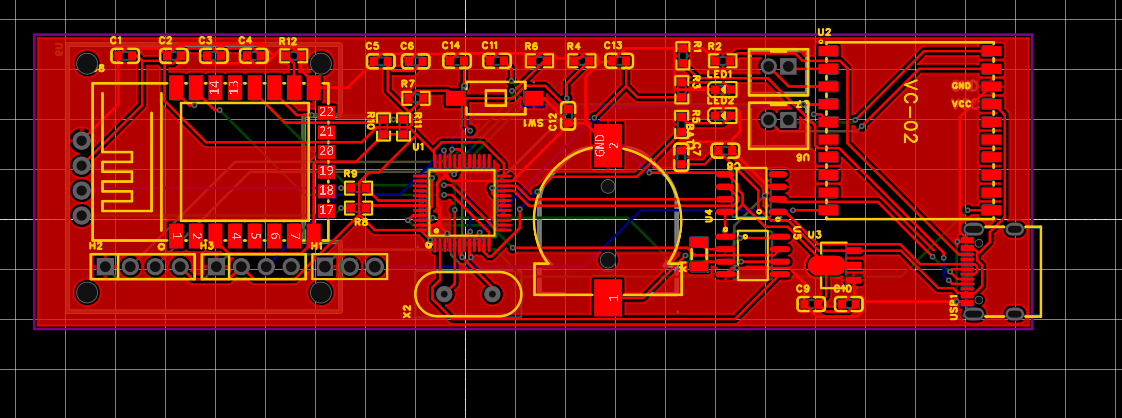 C1
C2
C3
C4
R12
C5
C6
C14
C11
R6
R4
C13
R1
R2
U2
R3
LED1
LED2
R7
SW1
C12
R10
R11
U1
R5
BAT1
C7
GND
2
1
14
13
22
21
20
19
18
17
R9
R8
1
2
4
5
6
7
H2
H3
H1
X2
U4
U5
U3
U6
C9
C10
USB1
VC-02
GND
VCC